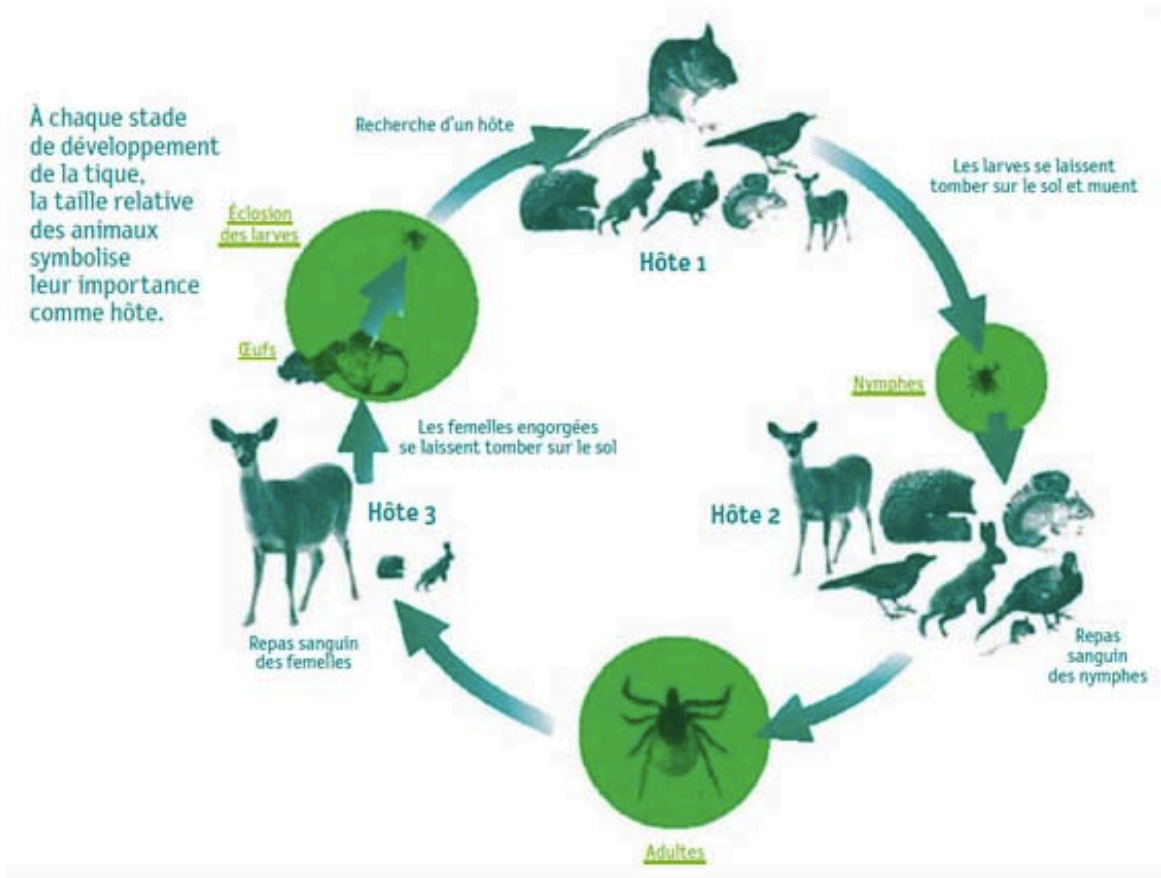 À chaque stade
de développement
de la tique,
la taille relative
des animaux
symbolise
leur importance
comme hôte.
Recherche d'un hôte
Hôte 1
Les larves se laissent
tomber sur le sol et muent
Nymphes
Hôte 2
Repas
sanguin
des nymphes
Adultes
Repas sanguin
des femelles
Hôte 3
Les femelles engorgées
se laissent tomber sur le sol
Œufs
Éclosion
des larves